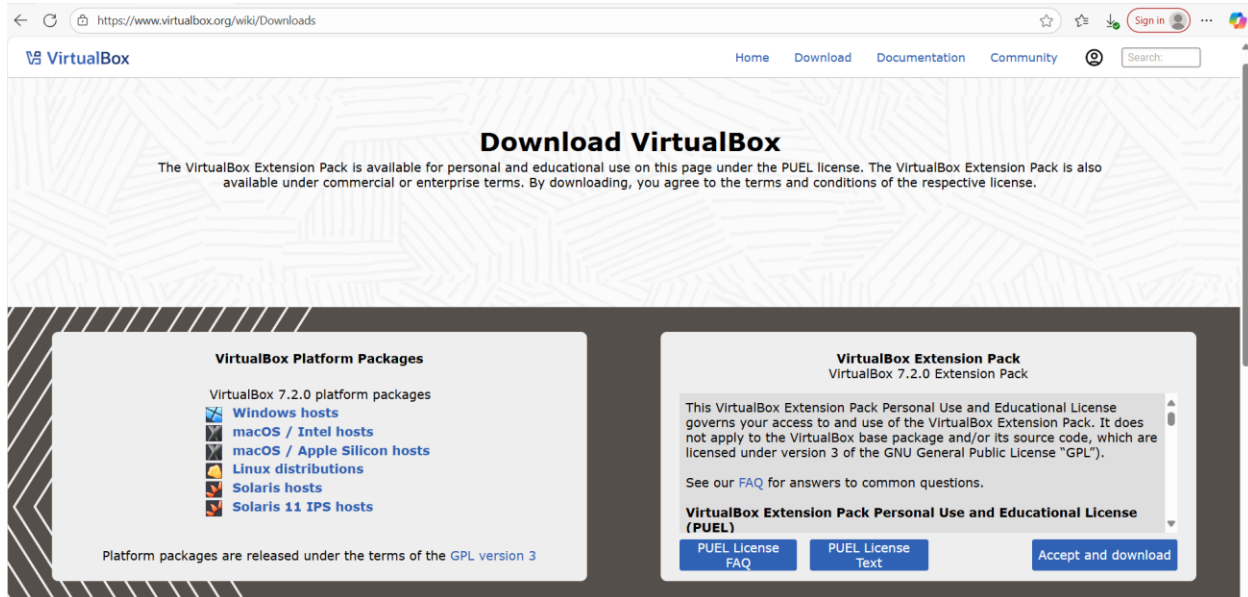 https://www.virtualbox.org/wiki/Downloads
Sign in
VirtualBox
Home Download Documentation Community
Search:
Download VirtualBox
The VirtualBox Extension Pack is available for personal and educational use on this page under the PUEL license. The VirtualBox Extension Pack is also
available under commercial or enterprise terms. By downloading, you agree to the terms and conditions of the respective license.
VirtualBox Platform Packages
VirtualBox 7.2.0 platform packages
Windows hosts
macOS / Intel hosts
macOS / Apple Silicon hosts
Linux distributions
Solaris hosts
Solaris 11 IPS hosts
Platform packages are released under the terms of the GPL version 3
VirtualBox Extension Pack
VirtualBox 7.2.0 Extension Pack
This VirtualBox Extension Pack Personal Use and Educational License
governs your access to and use of the VirtualBox Extension Pack. It does
not apply to the VirtualBox base package and/or its source code, which are
licensed under version 3 of the GNU General Public License “GPL”).
See our FAQ for answers to common questions.
VirtualBox Extension Pack Personal Use and Educational License
(PUEL)
PUEL License
FAQ
PUEL License
Text
Accept and download